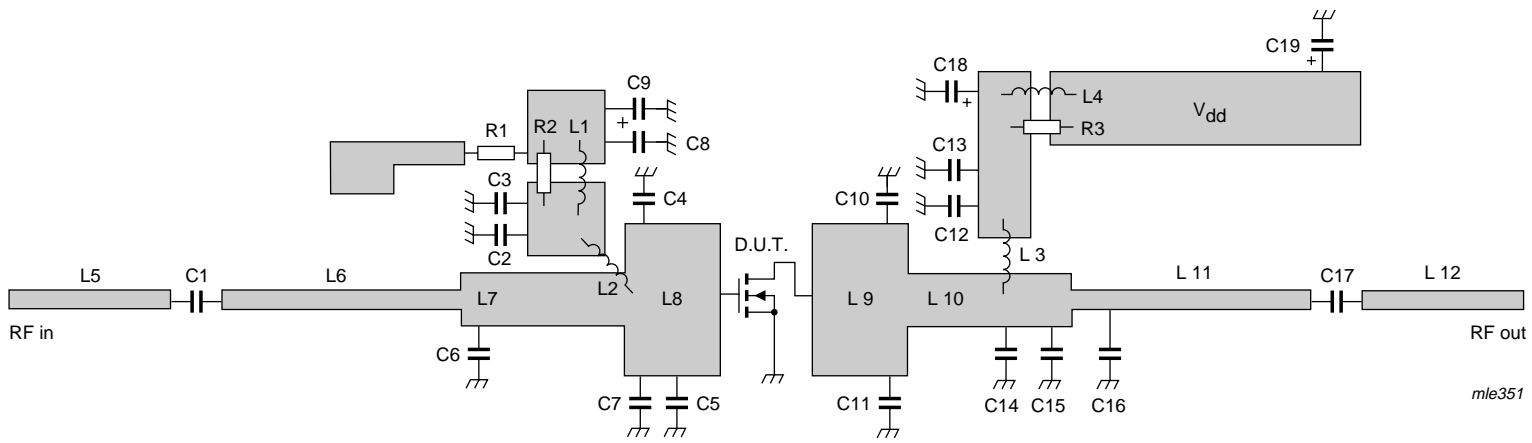 C19
C18
+
+
C9
L4
V dd
R1
R2
L1
+
R3
C8
C13
C3
C4
C10
C2
C12
D.U.T.
L 3
L5
C1
L6
L2
L 11
C17
L 12
L7
L8
L 9
L 10
RF in
RF out
C6
C7
C5
C11
C14
C15
C16
mle351